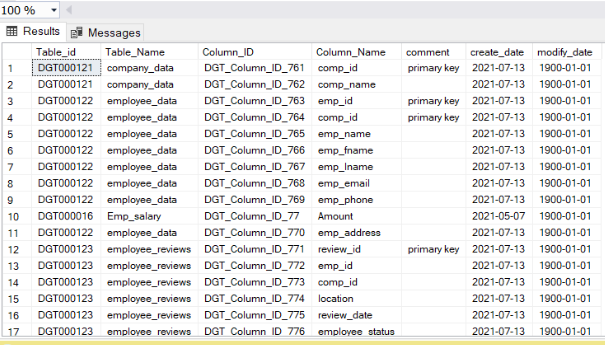 100 %
Results Messages
Table_id Table_Name Column_ID Column_Name comment create_date modify_date
1 DGT000121 company_data DGT_Column_ID_761 comp_id primary key 2021-07-13 1900-01-01
2 DGT000121 company_data DGT_Column_ID_762 comp_name 2021-07-13 1900-01-01
3 DGT000122 employee_data DGT_Column_ID_763 emp_id primary key 2021-07-13 1900-01-01
4 DGT000122 employee_data DGT_Column_ID_764 comp_id primary key 2021-07-13 1900-01-01
5 DGT000122 employee_data DGT_Column_ID_765 emp_name 2021-07-13 1900-01-01
6 DGT000122 employee_data DGT_Column_ID_766 emp_fname 2021-07-13 1900-01-01
7 DGT000122 employee_data DGT_Column_ID_767 emp_lname 2021-07-13 1900-01-01
8 DGT000122 employee_data DGT_Column_ID_768 emp_email 2021-07-13 1900-01-01
9 DGT000122 employee_data DGT_Column_ID_769 emp_phone 2021-07-13 1900-01-01
10 DGT000016 Emp_salary DGT_Column_ID_77 Amount 2021-05-07 1900-01-01
11 DGT000122 employee_data DGT_Column_ID_770 emp_address 2021-07-13 1900-01-01
12 DGT000123 employee_reviews DGT_Column_ID_771 review_id primary key 2021-07-13 1900-01-01
13 DGT000123 employee_reviews DGT_Column_ID_772 emp_id 2021-07-13 1900-01-01
14 DGT000123 employee_reviews DGT_Column_ID_773 comp_id 2021-07-13 1900-01-01
15 DGT000123 employee_reviews DGT_Column_ID_774 location 2021-07-13 1900-01-01
16 DGT000123 employee_reviews DGT_Column_ID_775 review_date 2021-07-13 1900-01-01
17 DGT000123 employee_reviews DGT_Column_ID_776 employee_status 2021-07-13 1900-01-01